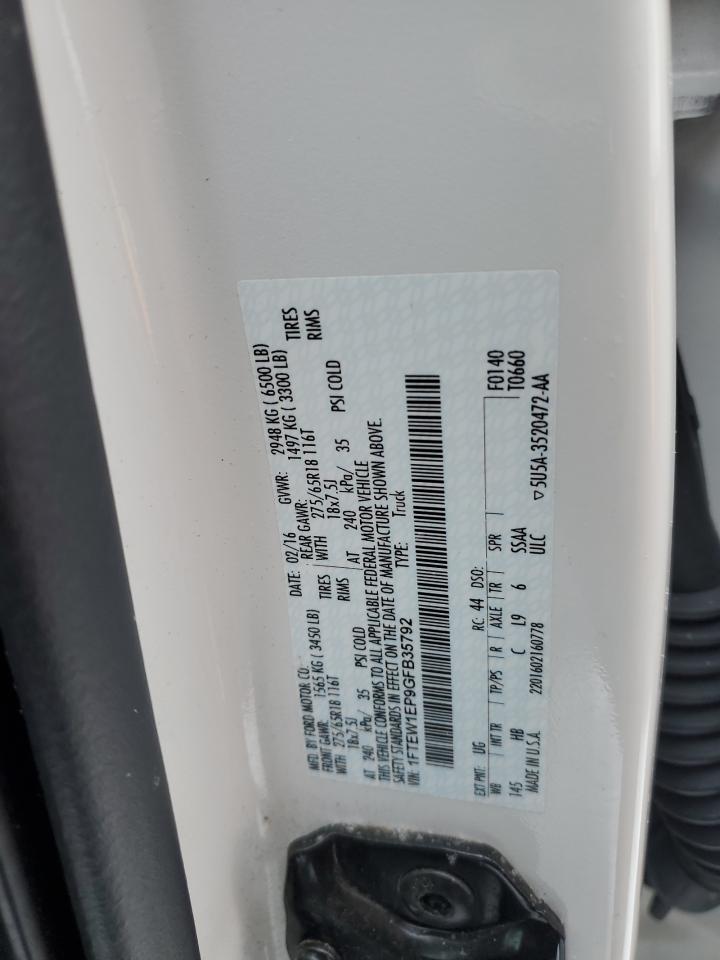 MFD. BY FORD MOTOR CO. DATE: 02/16 GVWR: 2948 KG ( 6500 LB)
FRONT GAWR: 1565 KG ( 3450 LB) REAR GAWR: 1497 KG ( 3300 LB)
WITH 275/65R18 116T TIRES WITH 275/65R18 116T TIRES
18x7.5J RIMS 18x7.5J RIMS
AT 240 kPa/ 35 PSI COLD AT 240 kPa/ 35 PSI COLD
THIS VEHICLE CONFORMS TO ALL APPLICABLE FEDERAL MOTOR VEHICLE
SAFETY STANDARDS IN EFFECT ON THE DATE OF MANUFACTURE SHOWN ABOVE.
VIN: 1FTEW1EP9GFB35792 TYPE: Truck
EXT PNT: UG RC: 44 DSO: F0140
WB INT TR TP/PS R AXLE TR SPR T0660
145 HB C L9 6 SSAA
MADE IN U.S.A. 2201602160778 ULC ▽5U5A-3520472-AA